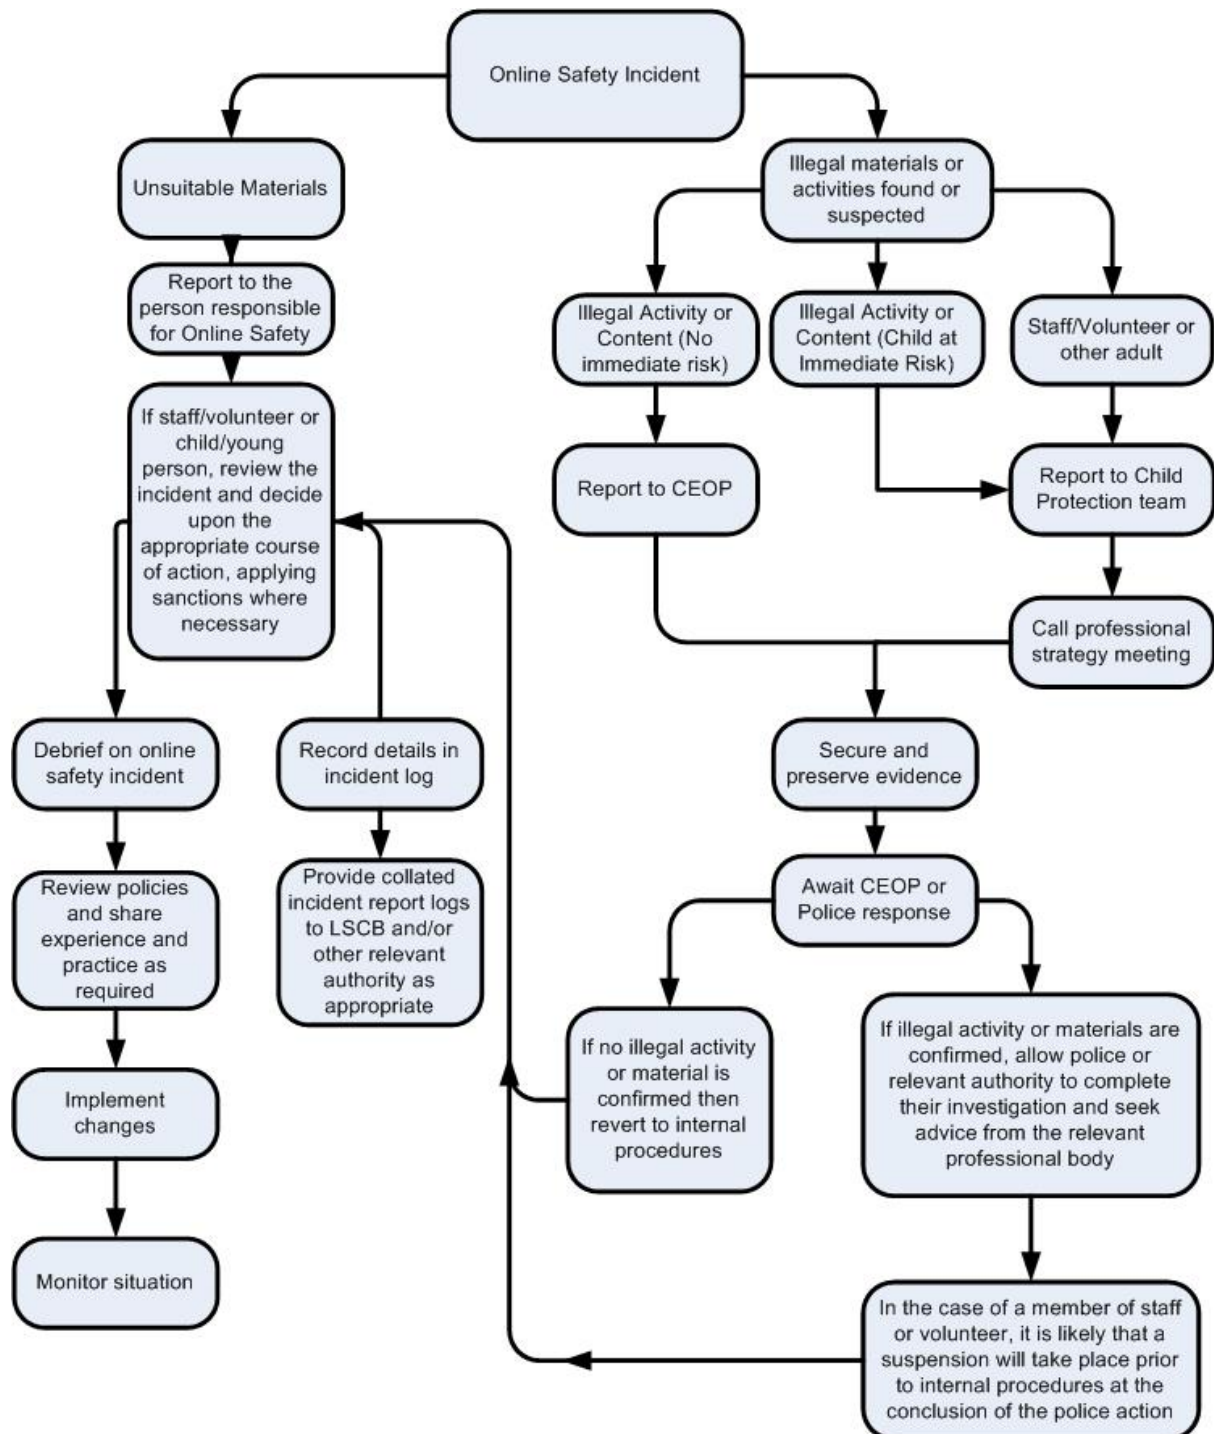 Online Safety Incident
Unsuitable Materials
Illegal materials or
activities found or
suspected
Report to the
person responsible
for Online Safety
Illegal Activity or
Content (No
immediate risk)
Illegal Activity or
Content (Child at
Immediate Risk)
Staff/Volunteer or
other adult
If staff/volunteer or
child/young
person, review the
incident and decide
upon the
appropriate course
of action, applying
sanctions where
necessary
Report to CEOP
Report to Child
Protection team
Call professional
strategy meeting
Debrief on online
safety incident
Record details in
incident log
Secure and
preserve evidence
Review policies
and share
experience and
practice as
required
Provide collated
incident report logs
to LSCB and/or
other relevant
authority as
appropriate
Await CEOP or
Police response
If no illegal activity
or material is
confirmed then
revert to internal
procedures
If illegal activity or materials are
confirmed, allow police or
relevant authority to complete
their investigation and seek
advice from the relevant
professional body
Implement
changes
Monitor situation
In the case of a member of staff
or volunteer, it is likely that a
suspension will take place prior
to internal procedures at the
conclusion of the police action